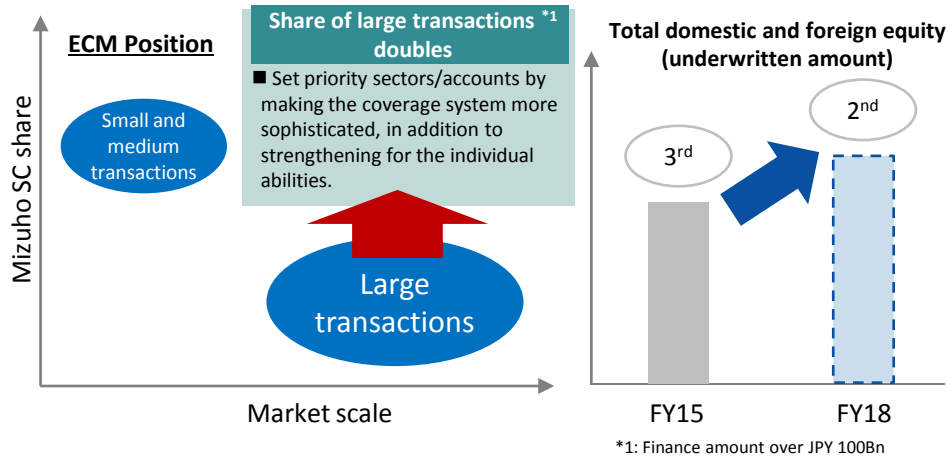 ECM Position
Share of large transactions *1
doubles
■ Set priority sectors/accounts by
making the coverage system more
sophisticated, in addition to
strengthening for the individual
abilities.
Small and
medium
transactions
Large
transactions
Mizuho SC share
Market scale
Total domestic and foreign equity
(underwritten amount)
3rd
2nd
FY15
FY18
*1: Finance amount over JPY 100Bn